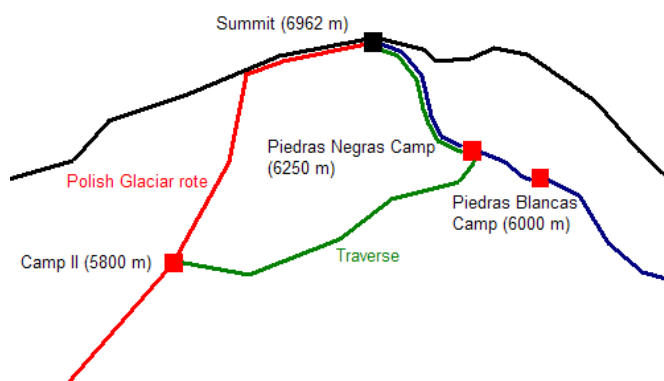 Summit (6962 m)
Piedras Negras Camp
(6250 m)
Polish Glaciar rote
Piedras Blancas
Camp (6000 m)
Camp II (5800 m)
Traverse